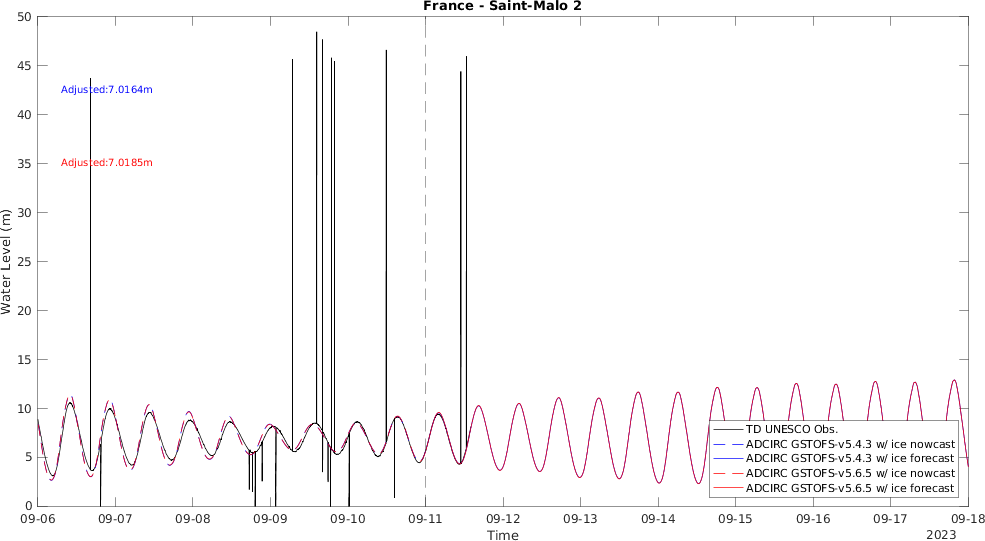 France - Saint-Malo 2
50
45
40
35
30
25
20
15
10
5
0
Water Level (m)
Adjusted:7.0164m
Adjusted:7.0185m
TD UNESCO Obs.
ADCIRC GSTOFS-v5.4.3 w/ ice nowcast
ADCIRC GSTOFS-v5.4.3 w/ ice forecast
ADCIRC GSTOFS-v5.6.5 w/ ice nowcast
ADCIRC GSTOFS-v5.6.5 w/ ice forecast
09-06 09-07 09-08 09-09 09-10 09-11 09-12 09-13 09-14 09-15 09-16 09-17 09-18
Time
2023